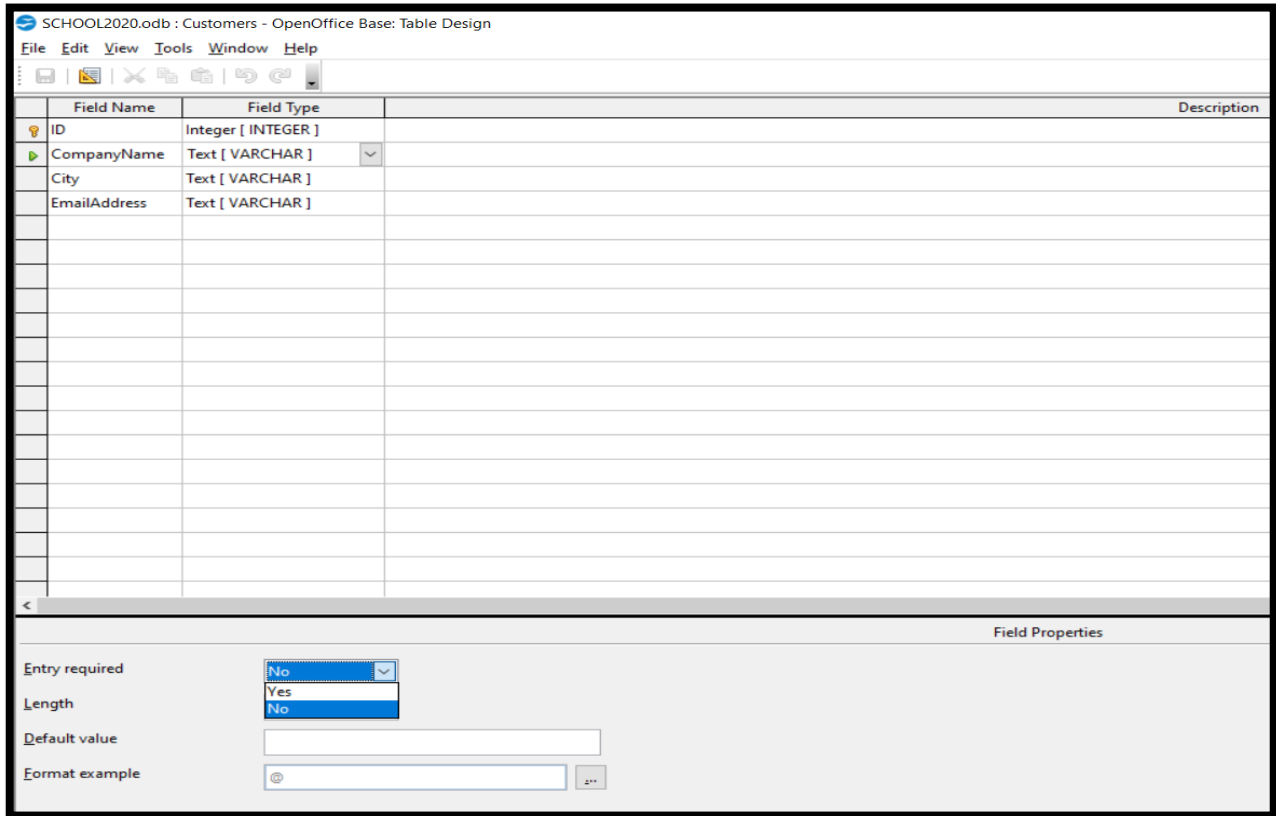 SCHOOL2020.odb : Customers - OpenOffice Base: Table Design
File Edit View Tools Window Help
Field Name Field Type Description
ID Integer [ INTEGER ]
CompanyName Text [ VARCHAR ]
City Text [ VARCHAR ]
EmailAddress Text [ VARCHAR ]
Field Properties
Entry required No
Yes
Length No
Default value
Format example @ ...